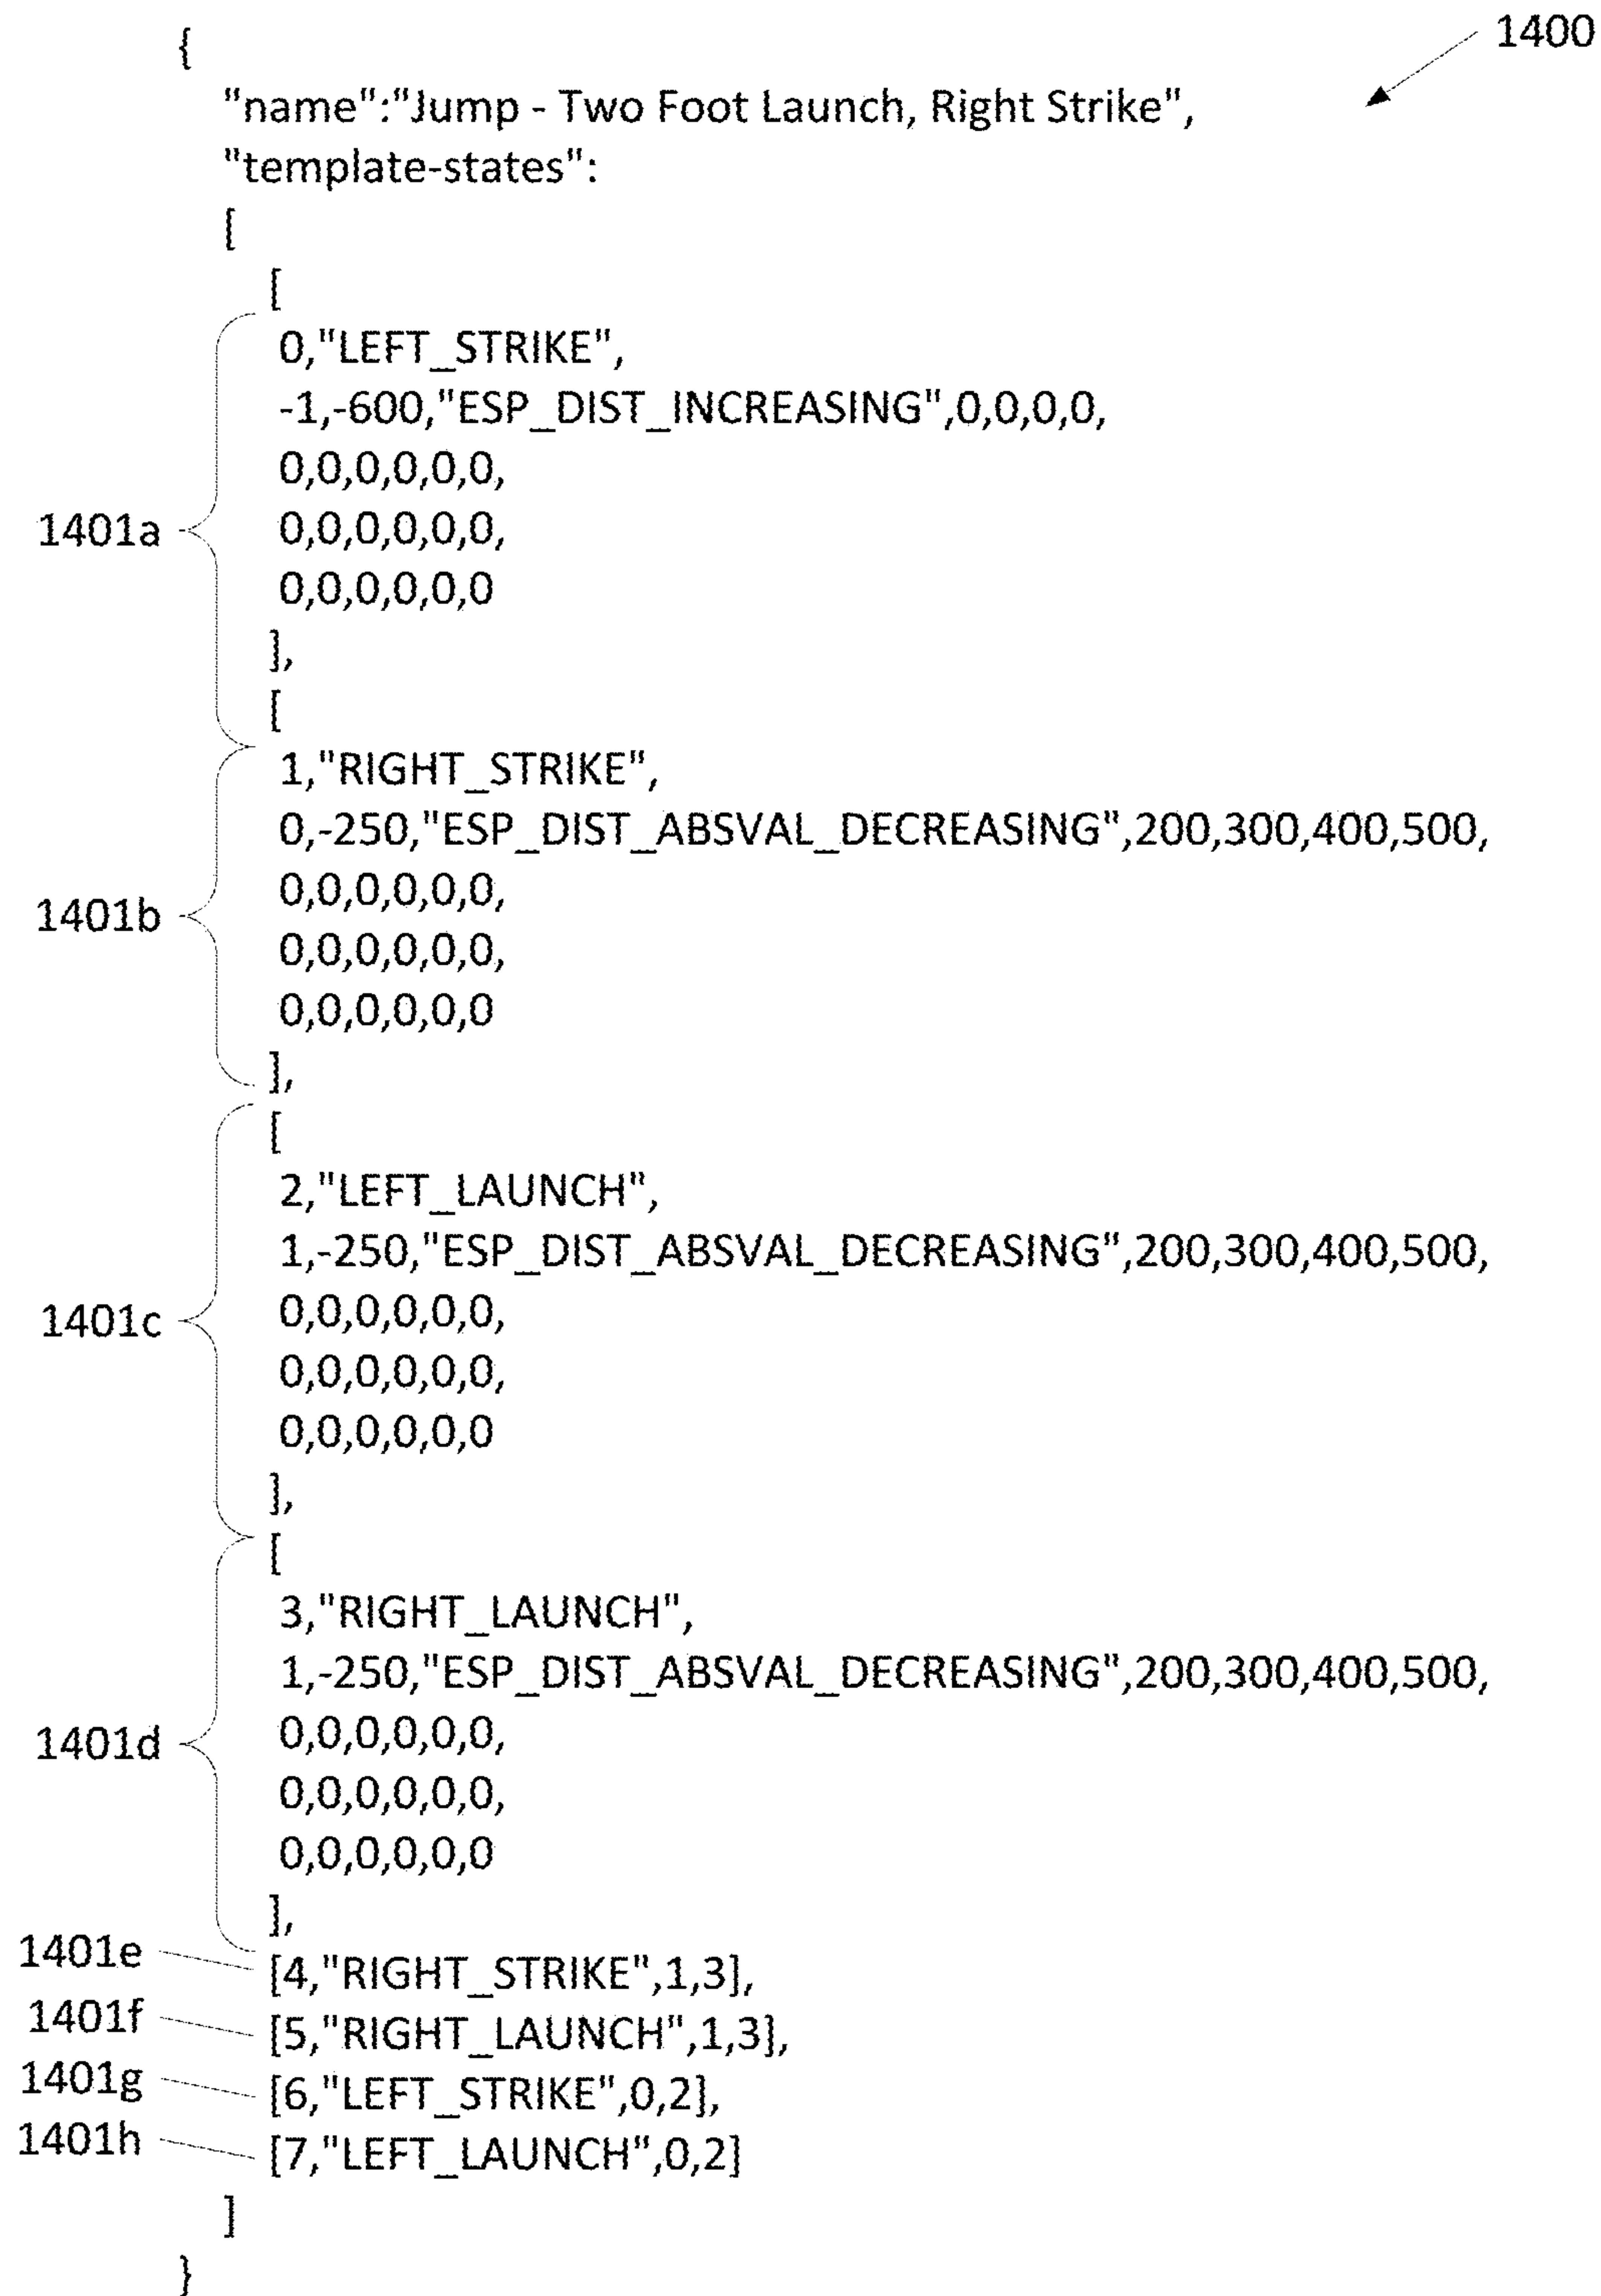 1400
{
"name":"Jump - Two Foot Launch, Right Strike",
"template-states":
[
[
0,"LEFT_STRIKE",
-1,-600,"ESP_DIST_INCREASING",0,0,0,0,
0,0,0,0,0,0,
1401a
0,0,0,0,0,0,
0,0,0,0,0,0
],
[
1,"RIGHT_STRIKE",
0,-250,"ESP_DIST_ABSVAL_DECREASING",200,300,400,500,
0,0,0,0,0,0,
1401b
0,0,0,0,0,0,
0,0,0,0,0,0
],
[
2,"LEFT_LAUNCH",
1,-250,"ESP_DIST_ABSVAL_DECREASING",200,300,400,500,
1401c
0,0,0,0,0,0,
0,0,0,0,0,0,
0,0,0,0,0,0
],
[
3,"RIGHT_LAUNCH",
1,-250,"ESP_DIST_ABSVAL_DECREASING",200,300,400,500,
1401d
0,0,0,0,0,0,
0,0,0,0,0,0,
0,0,0,0,0,0
],
1401e [4,"RIGHT_STRIKE",1,3],
1401f [5,"RIGHT_LAUNCH",1,3],
1401g [6,"LEFT_STRIKE",0,2],
1401h [7,"LEFT_LAUNCH",0,2]
]
}